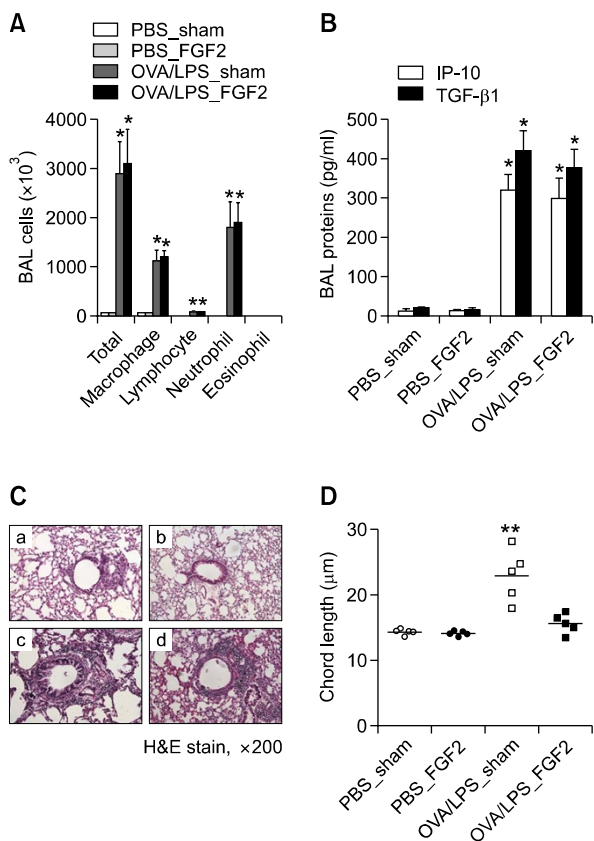 A
PBS_sham
PBS_FGF2
OVA/LPS_sham
OVA/LPS_FGF2
BAL cells (×10³)
4000
3000
2000
1000
0
* *
**
**
**
Total
Macrophage
Lymphocyte
Neutrophil
Eosinophil
B
IP-10
TGF-β1
BAL proteins (pg/ml)
500
400
300
200
100
0
* *
* *
PBS_sham
PBS_FGF2
OVA/LPS_sham
OVA/LPS_FGF2
C
a
b
c
d
H&E stain, ×200
D
Chord length (μm)
30
20
10
0
**
PBS_sham
PBS_FGF2
OVA/LPS_sham
OVA/LPS_FGF2